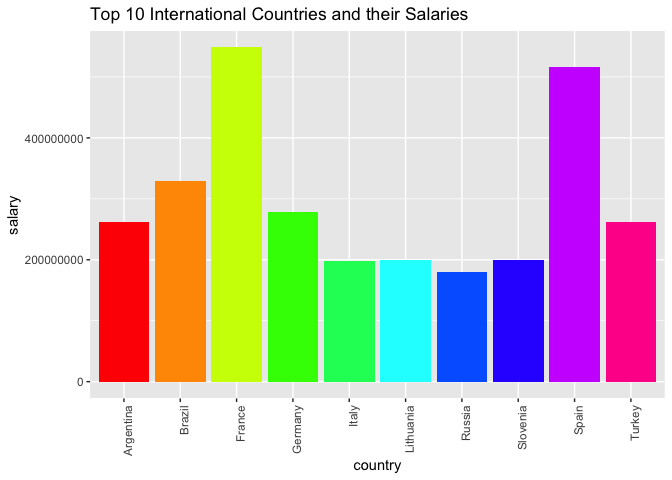 Top 10 International Countries and their Salaries
salary
400000000
200000000
0
Argentina
Brazil
France
Germany
Italy
Lithuania
Russia
Slovenia
Spain
Turkey
country